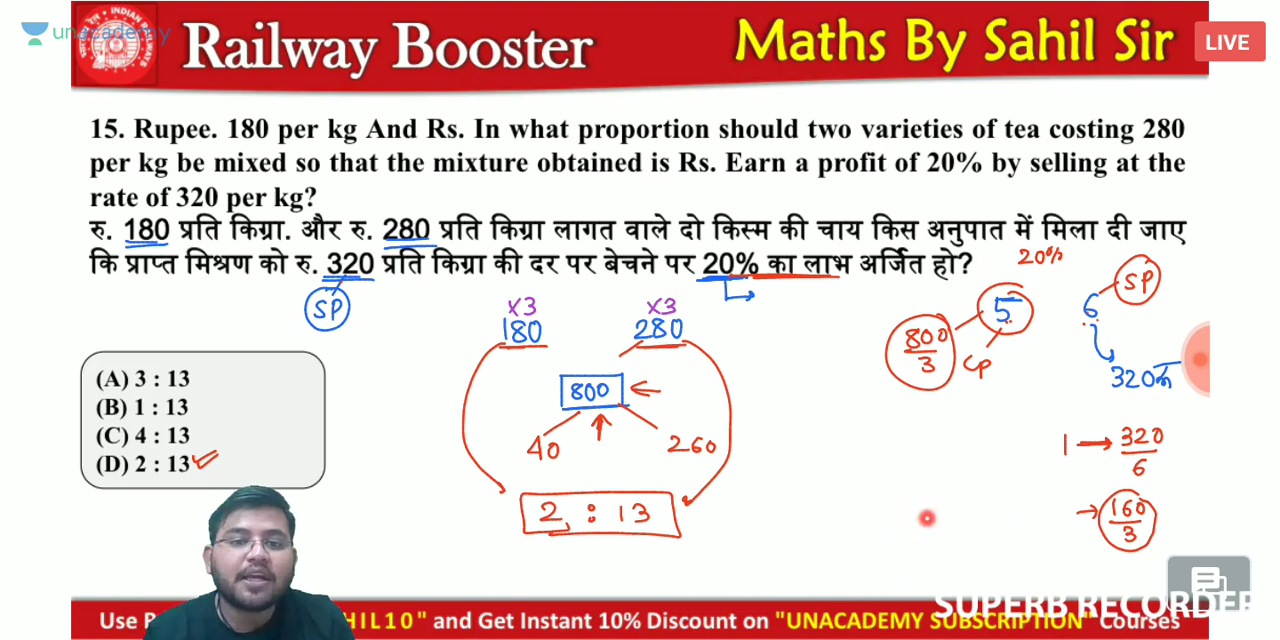 unacademy
INDIAN RAILWAYS
Railway Booster
Maths By Sahil Sir
LIVE
15. Rupee. 180 per kg And Rs. In what proportion should two varieties of tea costing 280
per kg be mixed so that the mixture obtained is Rs. Earn a profit of 20% by selling at the
rate of 320 per kg?
रु. 180 प्रति किग्रा. और रु. 280 प्रति किग्रा लागत वाले दो किस्म की चाय किस अनुपात में मिला दी जाए
कि प्राप्त मिश्रण को रु. 320 प्रति किग्रा की दर पर बेचने पर 20% का लाभ अर्जित हो?
20%
SP
×3 ×3
180 280
5 6 SP
800/3 CP
320
800
40 260
1 → 320/6
→ 160/3
2 : 13
(A) 3 : 13
(B) 1 : 13
(C) 4 : 13
(D) 2 : 13
SUPERB RECORDER
Use HIL10" and Get Instant 10% Discount on "UNACADEMY SUBSCRIPTION" Courses